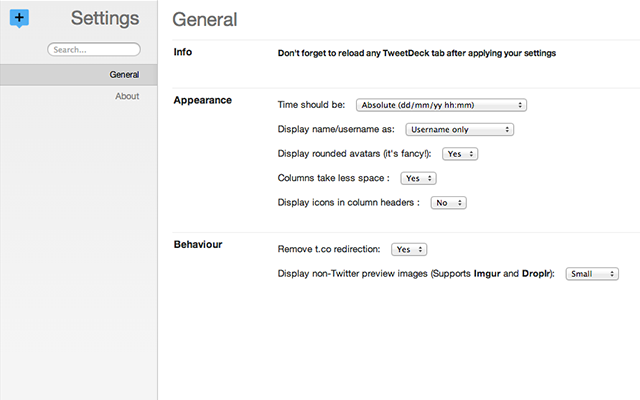 Settings
Search...
General
About
General
Info
Don't forget to reload any TweetDeck tab after applying your settings
Appearance
Time should be: Absolute (dd/mm/yy hh:mm)
Display name/username as: Username only
Display rounded avatars (it's fancy!): Yes
Columns take less space : Yes
Display icons in column headers : No
Behaviour
Remove t.co redirection: Yes
Display non-Twitter preview images (Supports Imgur and Droplr): Small